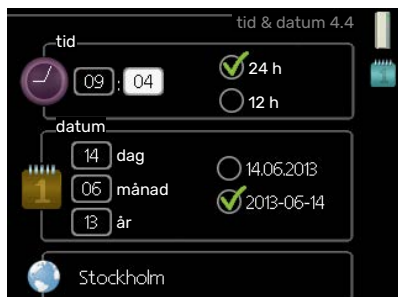 tid & datum 4.4
tid
09 : 04
24 h
12 h
datum
14 dag
06 månad
13 år
14.06.2013
2013-06-14
1
Stockholm